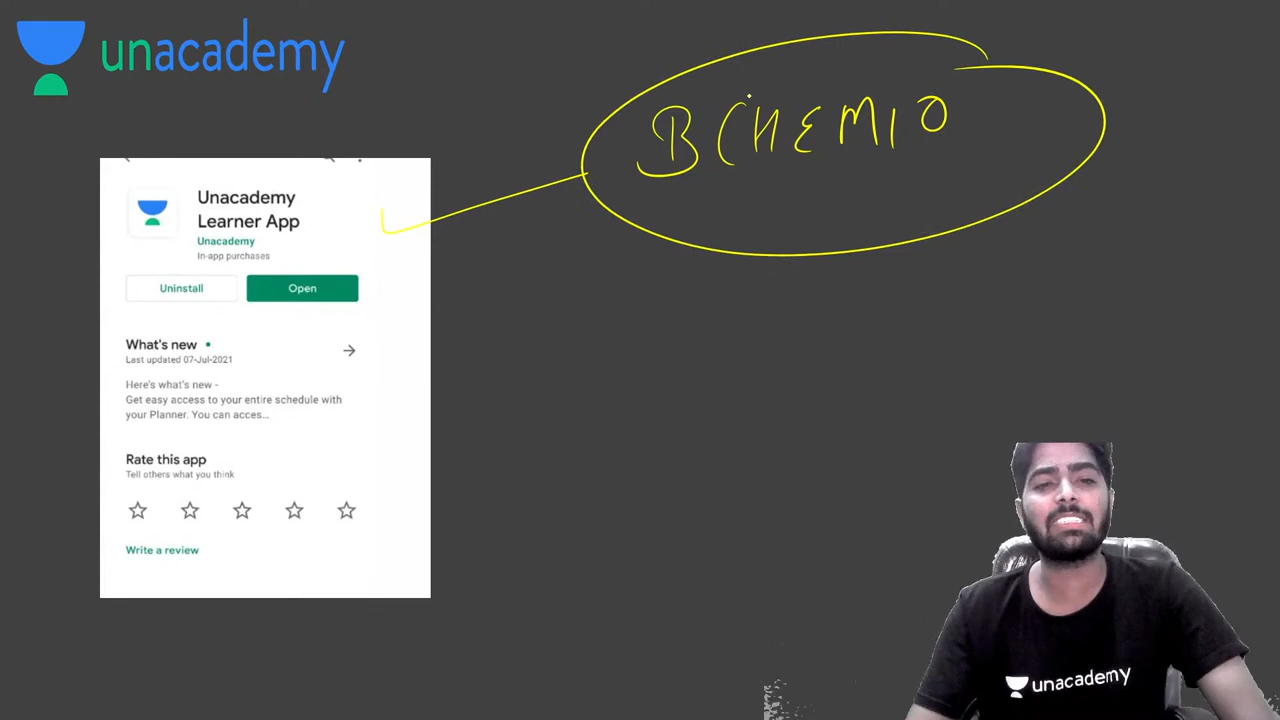 unacademy
BCHEM10
Unacademy
Learner App
Unacademy
In-app purchases
Uninstall
Open
What's new
Last updated 07-Jul-2021
Here's what's new -
Get easy access to your entire schedule with
your Planner. You can acces...
Rate this app
Tell others what you think
Write a review
unacademy